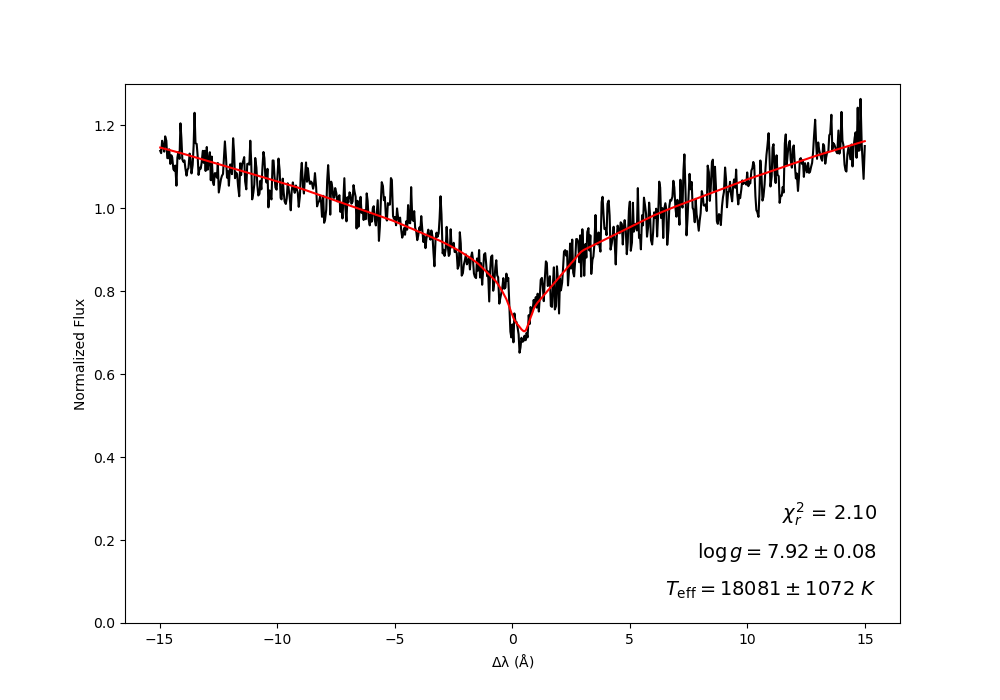 1.2
1.0
0.8
0.6
0.4
0.2
0.0
Normalized Flux
χ²ᵣ = 2.10
log g = 7.92 ± 0.08
T_eff = 18081 ± 1072 K
−15 −10 −5 0 5 10 15
Δλ (Å)